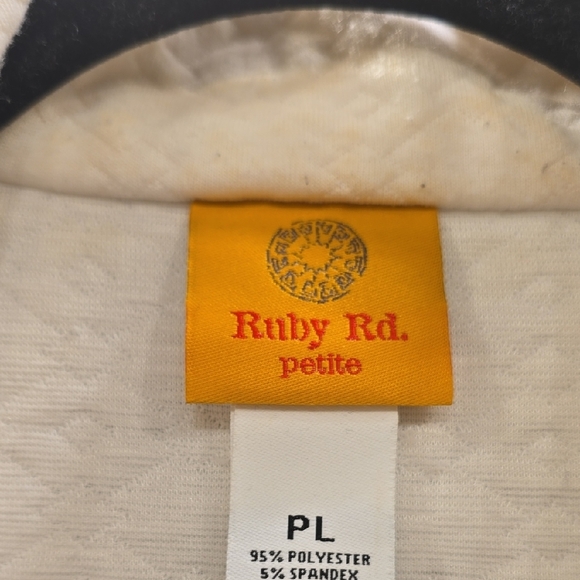 Ruby Rd.
petite
PL
95% POLYESTER
5% SPANDEX